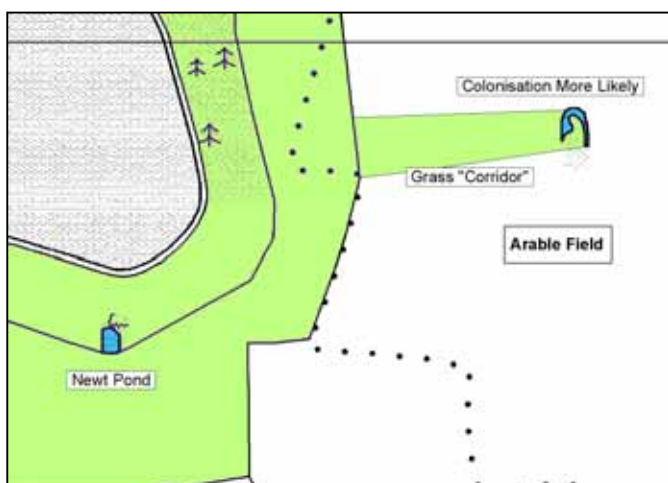 Colonisation More Likely
Grass "Corridor"
Arable Field
Newt Pond